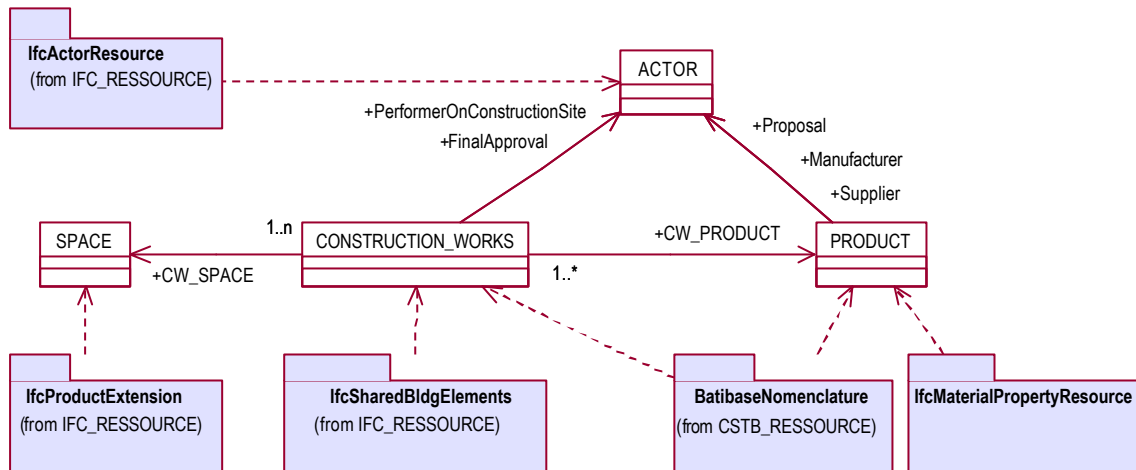 IfcActorResource
(from IFC_RESSOURCE)
ACTOR
+PerformerOnConstructionSite
+FinalApproval
+Proposal
+Manufacturer
+Supplier
SPACE
1..n
CONSTRUCTION_WORKS
+CW_PRODUCT
PRODUCT
+CW_SPACE
1..*
IfcProductExtension
(from IFC_RESSOURCE)
IfcSharedBldgElements
(from IFC_RESSOURCE)
BatibaseNomenclature
(from CSTB_RESSOURCE)
IfcMaterialPropertyResource